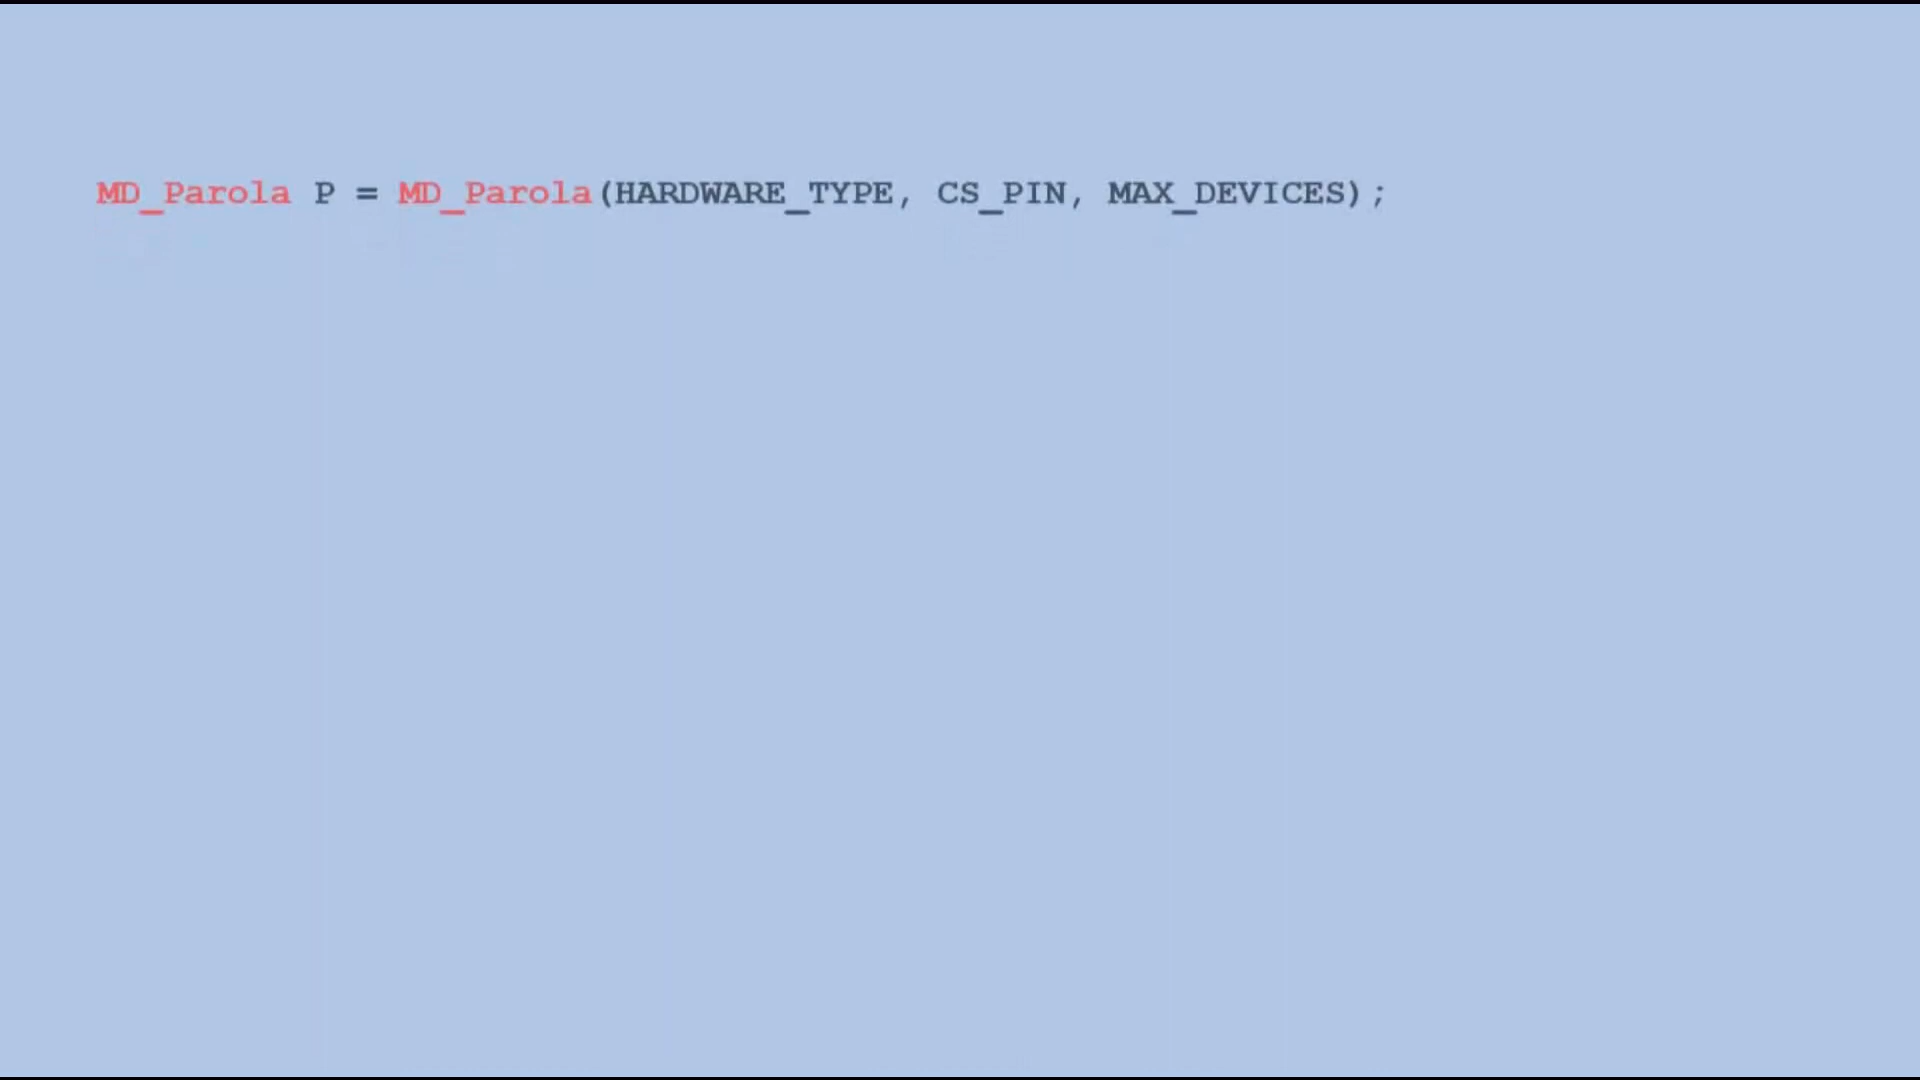 MD_Parola P = MD_Parola(HARDWARE_TYPE, CS_PIN, MAX_DEVICES);